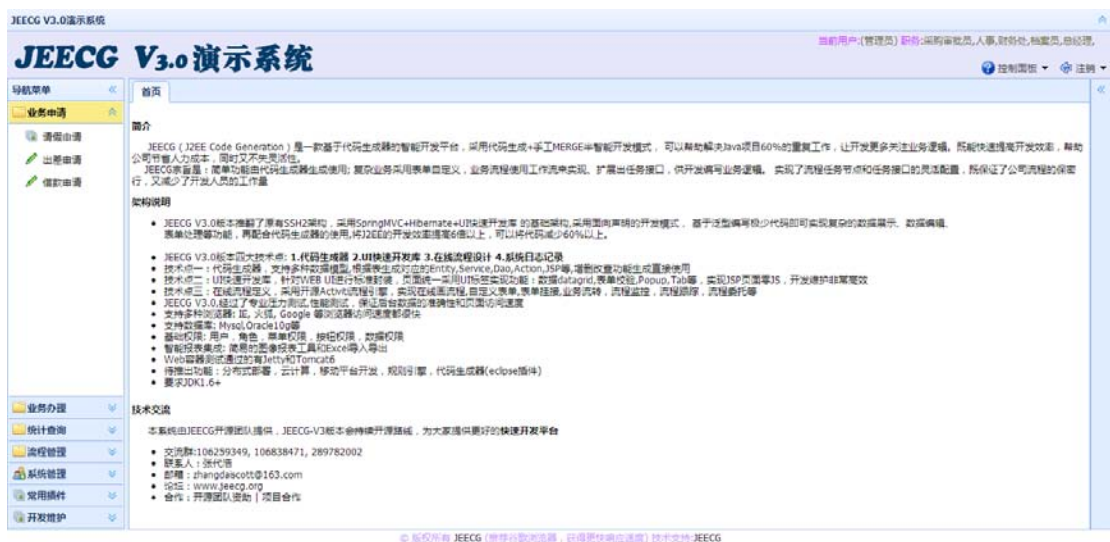 JEECG V3.0演示系统
当前用户:(管理员) 职务:采购审批员,人事,财务处,档案员,总经理,
JEECG V3.0演示系统
控制面板 注销
导航菜单
首页
业务申请
请假申请
出差申请
借款申请
业务办理
统计查询
流程管理
系统管理
常用插件
开发维护
简介
JEECG ( J2EE Code Generation ) 是一款基于代码生成器的智能开发平台，采用代码生成+手工MERGE半智能开发模式， 可以帮助解决Java项目60%的重复工作，让开发更多关注业务逻辑，既能快速提高开发效率，帮助
公司节省人力成本，同时又不失灵活性。
JEECG宗旨是：简单功能由代码生成器生成使用; 复杂业务采用表单自定义，业务流程使用工作流来实现、扩展出任务接口，供开发编写业务逻辑。 实现了流程任务节点和任务接口的灵活配置，既保证了公司流程的保密
行，又减少了开发人员的工作量
架构说明
JEECG V3.0版本推翻了原有SSH2架构，采用SpringMVC+Hibernate+UI快速开发库 的基础架构,采用面向声明的开发模式， 基于泛型编写极少代码即可实现复杂的数据展示、数据编辑、
表单处理等功能，再配合代码生成器的使用,将J2EE的开发效率提高6倍以上，可以将代码减少60%以上。
JEECG V3.0版本四大技术点: 1.代码生成器 2.UI快速开发库 3.在线流程设计 4.系统日志记录
技术点一：代码生成器，支持多种数据模型,根据表生成对应的Entity,Service,Dao,Action,JSP等,增删改查功能生成直接使用
技术点二：UI快速开发库，针对WEB UI进行标准封装，页面统一采用UI标签实现功能：数据datagrid,表单校验,Popup,Tab等，实现JSP页面零JS，开发维护非常高效
技术点三：在线流程定义，采用开源Activiti流程引擎，实现在线画流程,自定义表单,表单挂接,业务流转，流程监控，流程跟踪，流程委托等
JEECG V3.0,经过了专业压力测试,性能测试，保证后台数据的准确性和页面访问速度
支持多种浏览器: IE, 火狐, Google 等浏览器访问速度都很快
支持数据库: Mysql,Oracle10g等
基础权限: 用户，角色，菜单权限，按钮权限，数据权限
智能报表集成: 简易的图像报表工具和Excel导入导出
Web容器测试通过的有Jetty和Tomcat6
待推出功能：分布式部署，云计算，移动平台开发，规则引擎，代码生成器(eclipse插件)
要求JDK1.6+
技术交流
本系统由JEECG开源团队提供，JEECG-V3版本会持续开源路线，为大家提供更好的快速开发平台
交流群:106259349, 106838471, 289782002
联系人：张代浩
邮箱：zhangdaiscott@163.com
论坛：www.jeecg.org
合作：开源团队资助 | 项目合作
© 版权所有 JEECG (推荐谷歌浏览器，获得更快响应速度) 技术支持:JEECG